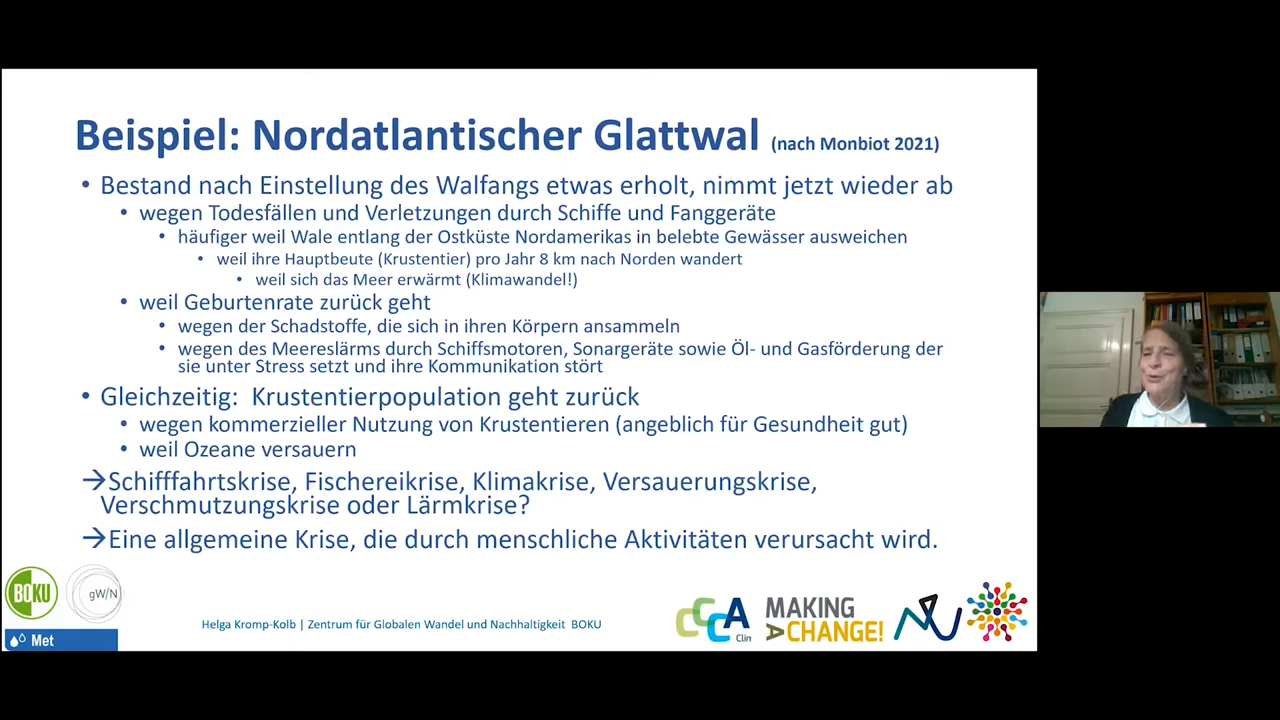 Beispiel: Nordatlantischer Glattwal (nach Monbiot 2021)
• Bestand nach Einstellung des Walfangs etwas erholt, nimmt jetzt wieder ab
• wegen Todesfällen und Verletzungen durch Schiffe und Fanggeräte
• häufiger weil Wale entlang der Ostküste Nordamerikas in belebte Gewässer ausweichen
• weil ihre Hauptbeute (Krustentier) pro Jahr 8 km nach Norden wandert
• weil sich das Meer erwärmt (Klimawandel!)
• weil Geburtenrate zurück geht
• wegen der Schadstoffe, die sich in ihren Körpern ansammeln
• wegen des Meereslärms durch Schiffsmotoren, Sonargeräte sowie Öl- und Gasförderung der
sie unter Stress setzt und ihre Kommunikation stört
• Gleichzeitig: Krustentierpopulation geht zurück
• wegen kommerzieller Nutzung von Krustentieren (angeblich für Gesundheit gut)
• weil Ozeane versauern
→Schifffahrtskrise, Fischereikrise, Klimakrise, Versauerungskrise,
Verschmutzungskrise oder Lärmkrise?
→Eine allgemeine Krise, die durch menschliche Aktivitäten verursacht wird.
BOKU
gW/N
Met
Helga Kromp-Kolb | Zentrum für Globalen Wandel und Nachhaltigkeit BOKU
CCCA
Clin
MAKING
A CHANGE!